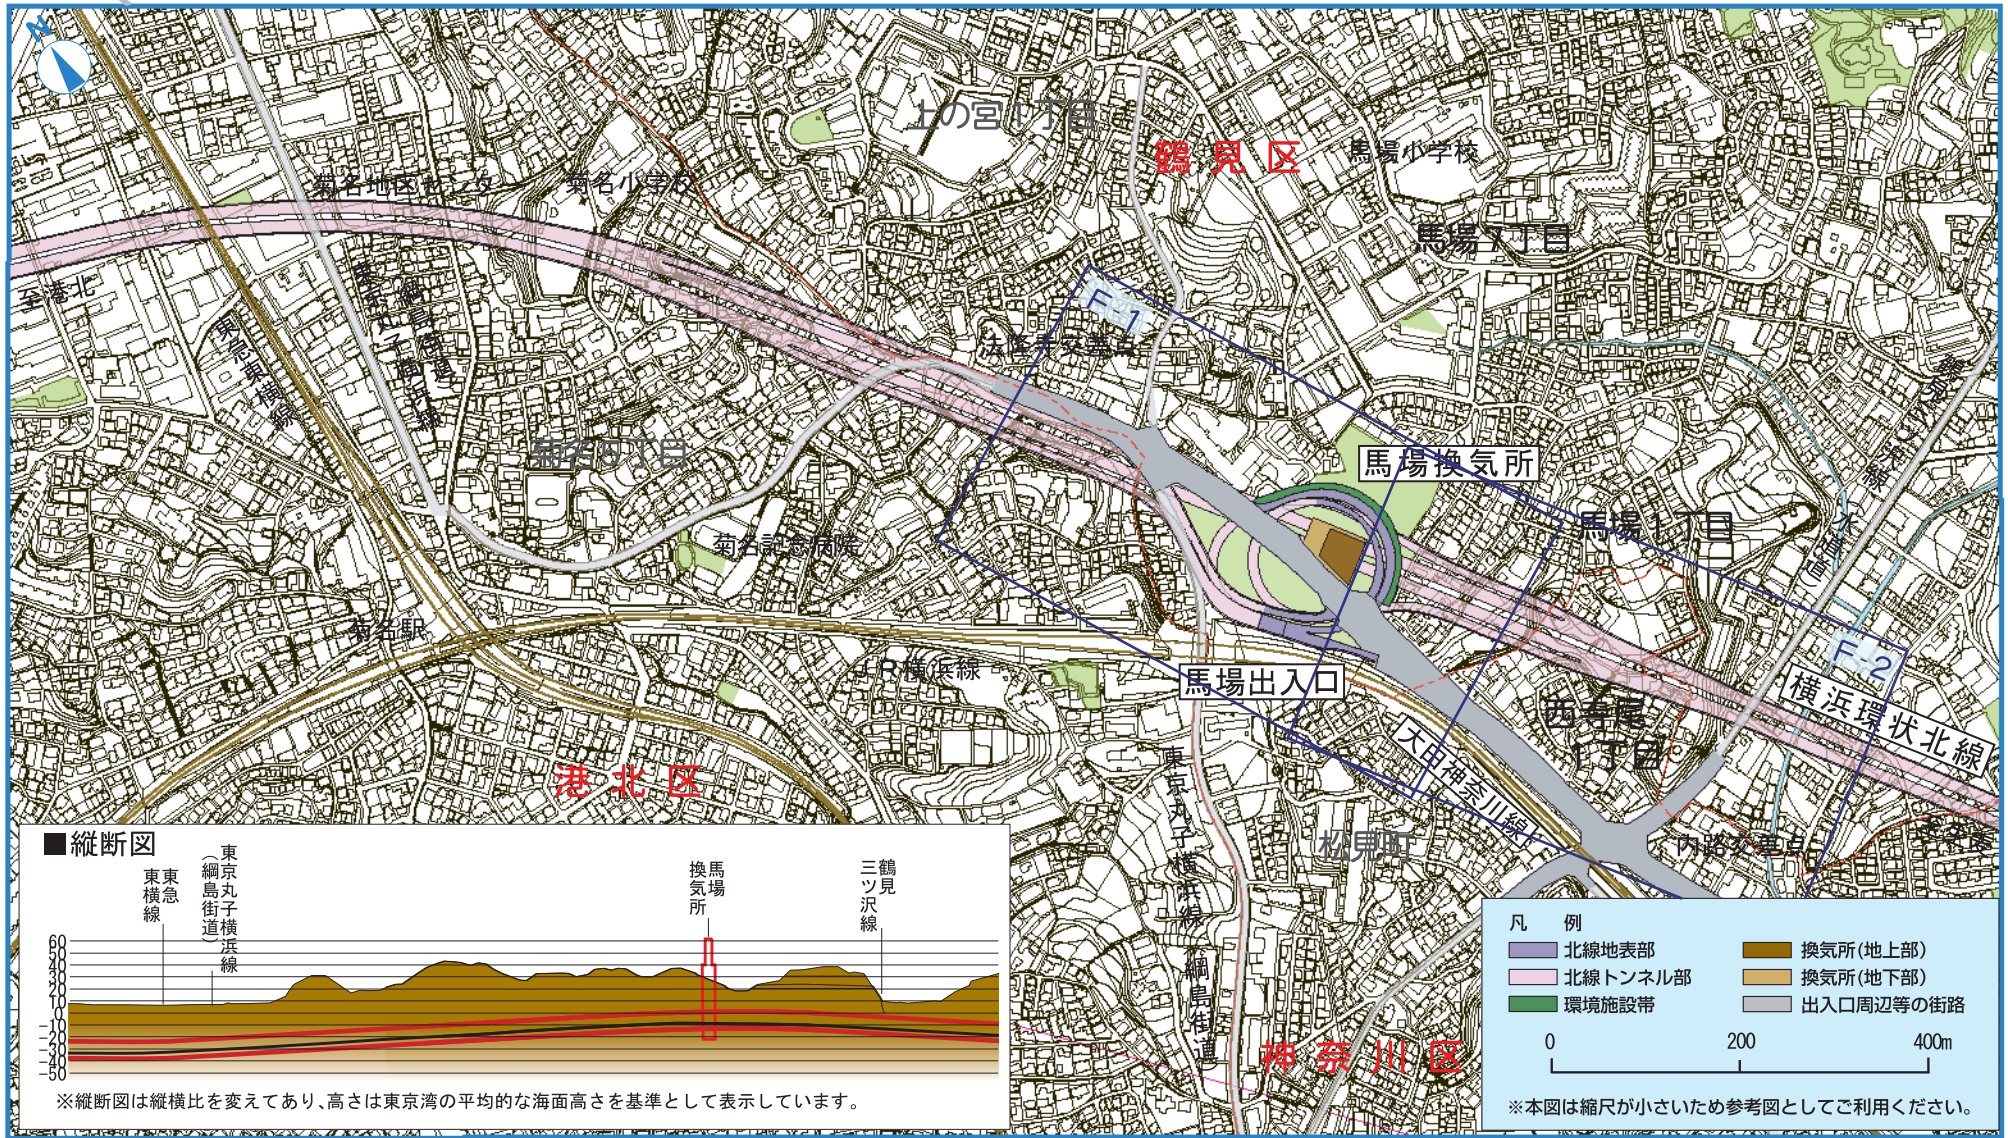 N
上の宮1丁目
鶴見区
馬場小学校
菊名地区センター
菊名小学校
馬場7丁目
至港北
F-1
法隆寺交差点
東急東横線
東京丸子横浜線
綱島街道
菊名5丁目
馬場換気所
馬場1丁目
菊名記念病院
菊名駅
JR横浜線
馬場出入口
F-2
横浜環状北線
西寺尾
1丁目
大口神奈川線
港北区
松見町
内路交差点
東京丸子横浜線
綱島街道
神奈川区
■縦断図
東急
東横線
東京丸子横浜線
(綱島街道)
馬場
換気所
鶴見
三ツ沢線
60
50
40
30
20
10
0
-10
-20
-30
-40
-50
※縦断図は縦横比を変えてあり、高さは東京湾の平均的な海面高さを基準として表示しています。
凡 例
北線地表部
北線トンネル部
環境施設帯
換気所(地上部)
換気所(地下部)
出入口周辺等の街路
0 200 400m
※本図は縮尺が小さいため参考図としてご利用ください。